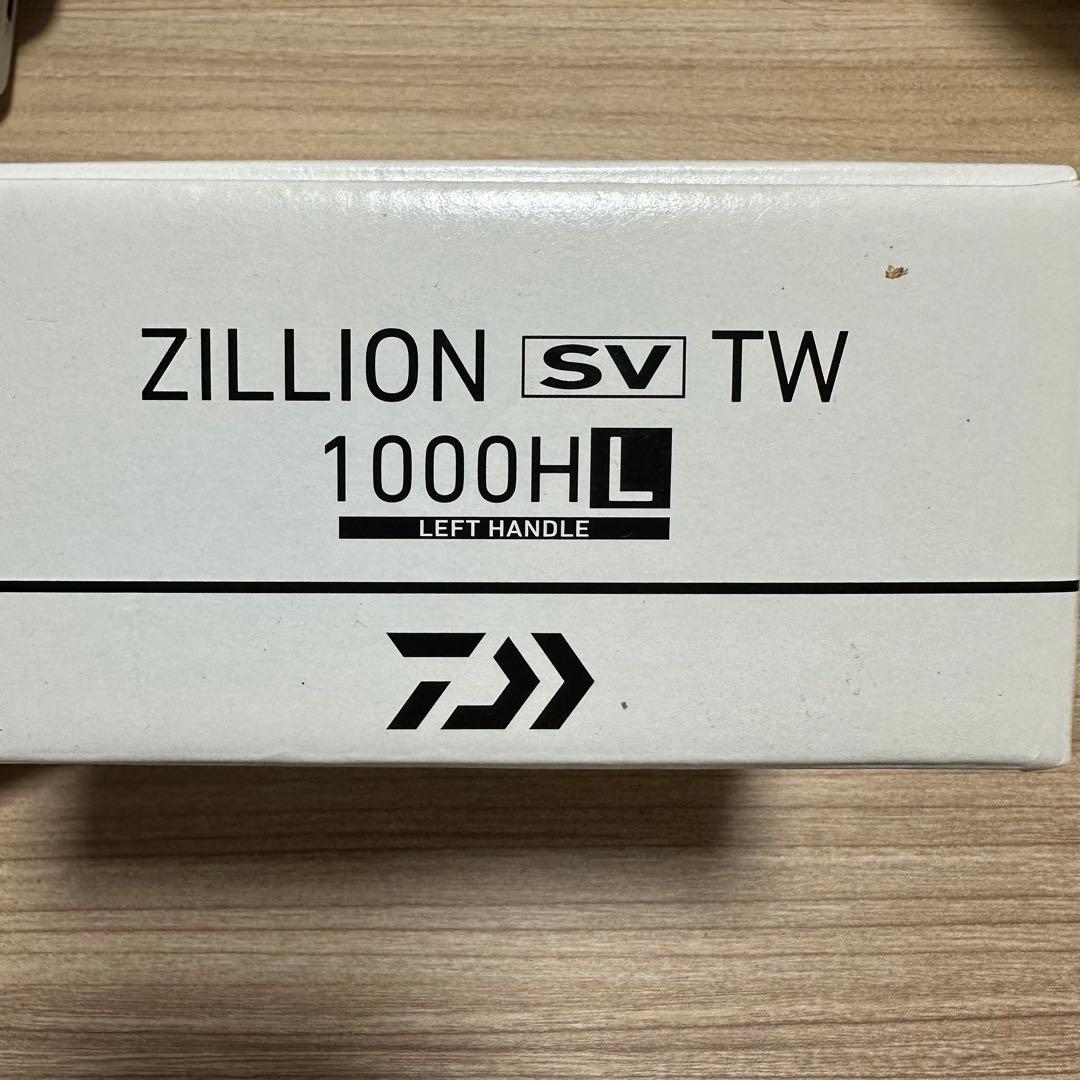 ZILLION SV TW
1000HL
LEFT HANDLE